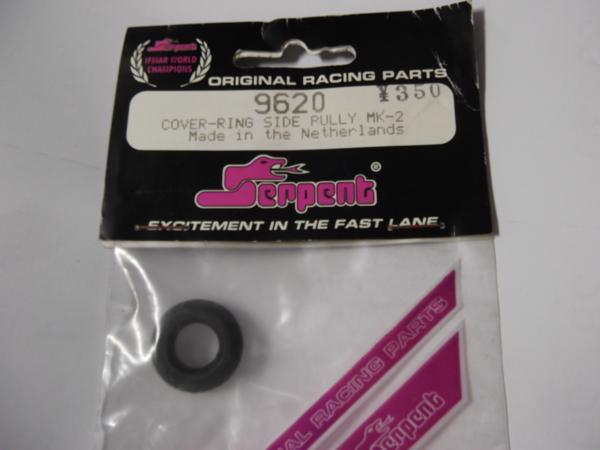 Serpent
IFMAR WORLD
CHAMPIONS
ORIGINAL RACING PARTS
9620
¥350
COVER-RING SIDE PULLY MK-2
Made in the Netherlands
Serpent®
EXCITEMENT IN THE FAST LANE
NAL RACING PARTS
Serpent